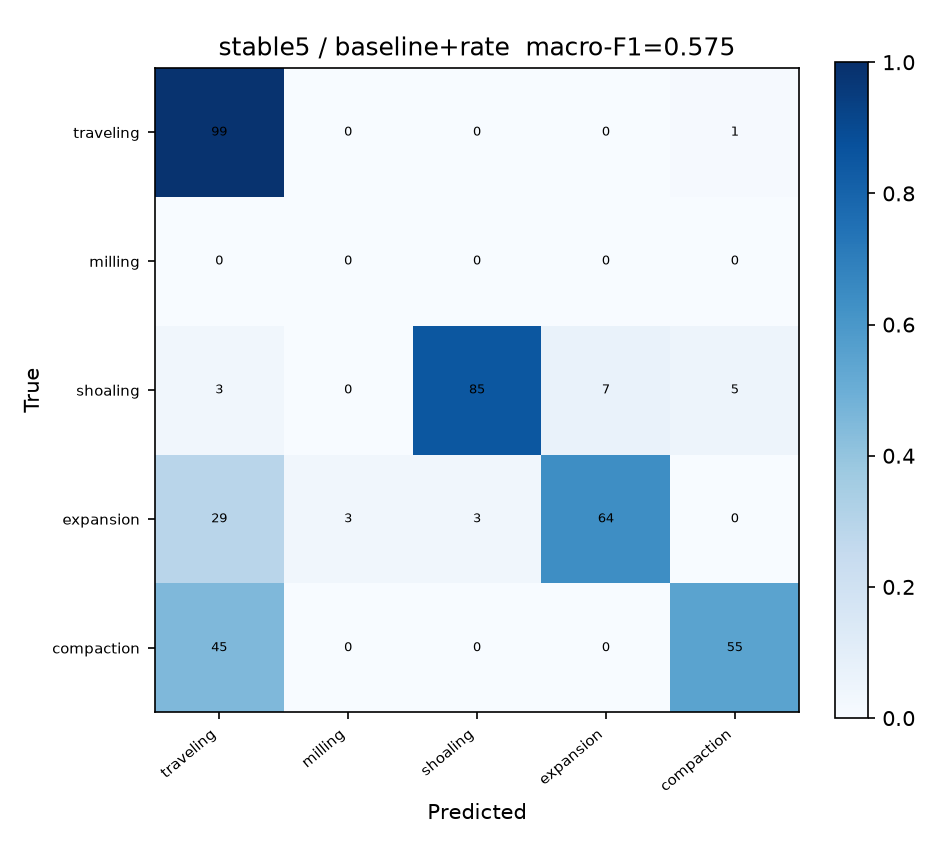 stable5 / baseline+rate  macro-F1=0.575
True
traveling 99 0 0 0 1
milling 0 0 0 0 0
shoaling 3 0 85 7 5
expansion 29 3 3 64 0
compaction 45 0 0 0 55
traveling milling shoaling expansion compaction
Predicted
1.0
0.8
0.6
0.4
0.2
0.0